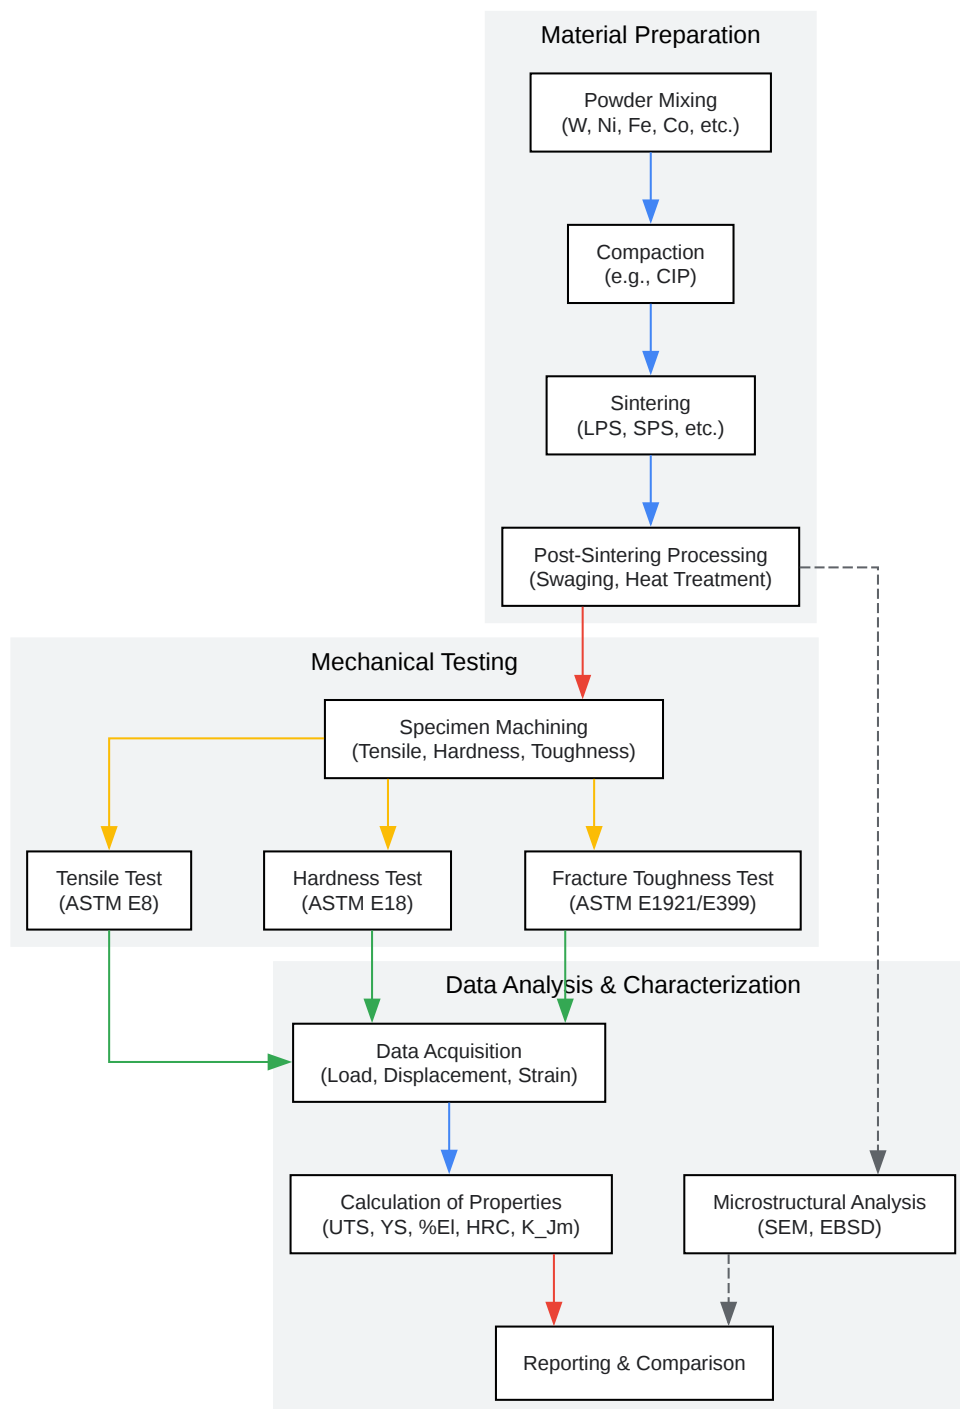 Material Preparation
Powder Mixing
(W, Ni, Fe, Co, etc.)
Compaction
(e.g., CIP)
Sintering
(LPS, SPS, etc.)
Post-Sintering Processing
(Swaging, Heat Treatment)
Mechanical Testing
Specimen Machining
(Tensile, Hardness, Toughness)
Tensile Test
(ASTM E8)
Hardness Test
(ASTM E18)
Fracture Toughness Test
(ASTM E1921/E399)
Data Analysis & Characterization
Data Acquisition
(Load, Displacement, Strain)
Calculation of Properties
(UTS, YS, %El, HRC, K_Jm)
Microstructural Analysis
(SEM, EBSD)
Reporting & Comparison